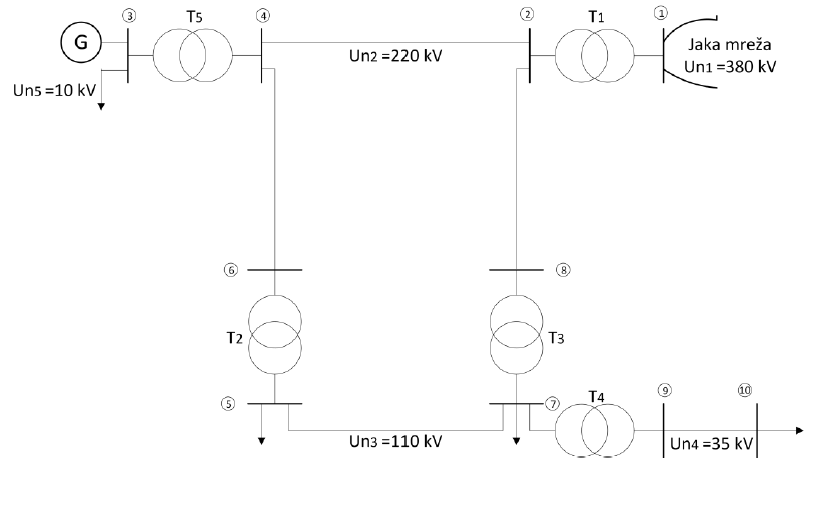 ③
T5
④
②
T1
①
G
Un2 =220 kV
Jaka mreža
Un1 =380 kV
Un5 =10 kV
⑥
⑧
T2
T3
⑤
⑦
T4
⑨
⑩
Un3 =110 kV
Un4 =35 kV